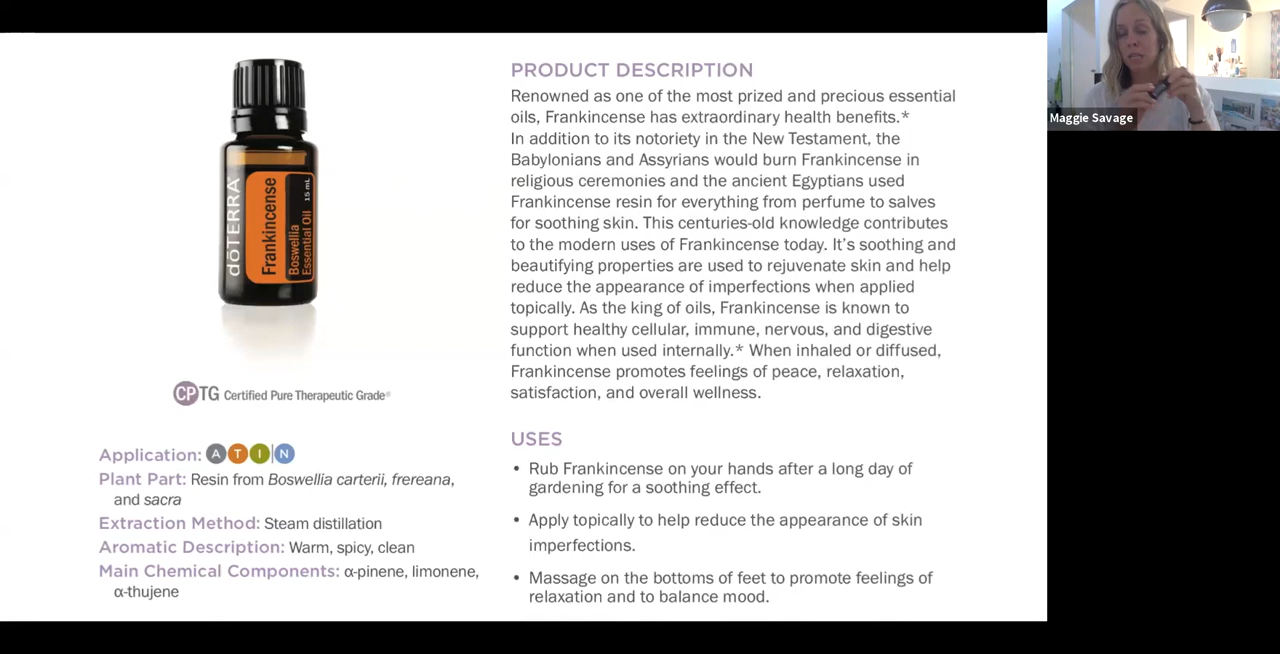 dōTERRA
Frankincense
Boswellia
Essential Oil 15 mL
CPTG Certified Pure Therapeutic Grade®
Application: A T I N
Plant Part: Resin from Boswellia carterii, frereana,
and sacra
Extraction Method: Steam distillation
Aromatic Description: Warm, spicy, clean
Main Chemical Components: α-pinene, limonene,
α-thujene
PRODUCT DESCRIPTION
Renowned as one of the most prized and precious essential
oils, Frankincense has extraordinary health benefits.*
In addition to its notoriety in the New Testament, the
Babylonians and Assyrians would burn Frankincense in
religious ceremonies and the ancient Egyptians used
Frankincense resin for everything from perfume to salves
for soothing skin. This centuries-old knowledge contributes
to the modern uses of Frankincense today. It's soothing and
beautifying properties are used to rejuvenate skin and help
reduce the appearance of imperfections when applied
topically. As the king of oils, Frankincense is known to
support healthy cellular, immune, nervous, and digestive
function when used internally.* When inhaled or diffused,
Frankincense promotes feelings of peace, relaxation,
satisfaction, and overall wellness.
USES
• Rub Frankincense on your hands after a long day of
gardening for a soothing effect.
• Apply topically to help reduce the appearance of skin
imperfections.
• Massage on the bottoms of feet to promote feelings of
relaxation and to balance mood.
Maggie Savage